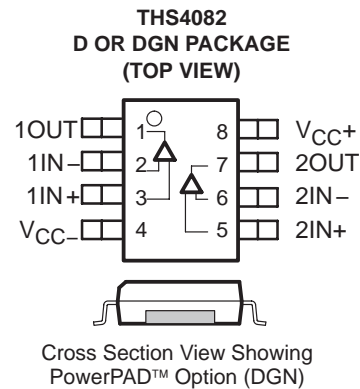 THS4082
D OR DGN PACKAGE
(TOP VIEW)
1OUT 1 8 VCC+
1IN− 2 7 2OUT
1IN+ 3 6 2IN−
VCC− 4 5 2IN+
Cross Section View Showing
PowerPAD™ Option (DGN)